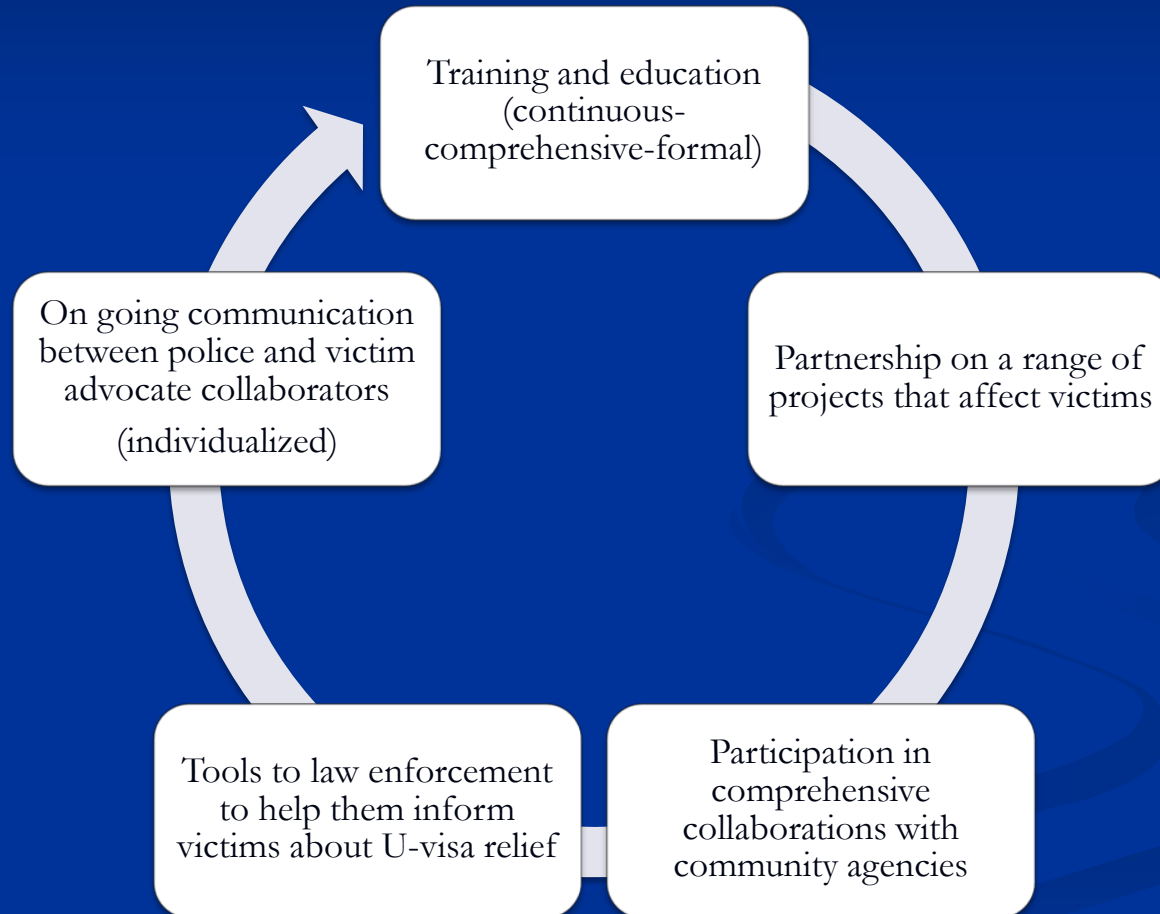 Training and education
(continuous-
comprehensive-formal)
Partnership on a range of
projects that affect victims
Participation in
comprehensive
collaborations with
community agencies
Tools to law enforcement
to help them inform
victims about U-visa relief
On going communication
between police and victim
advocate collaborators
(individualized)